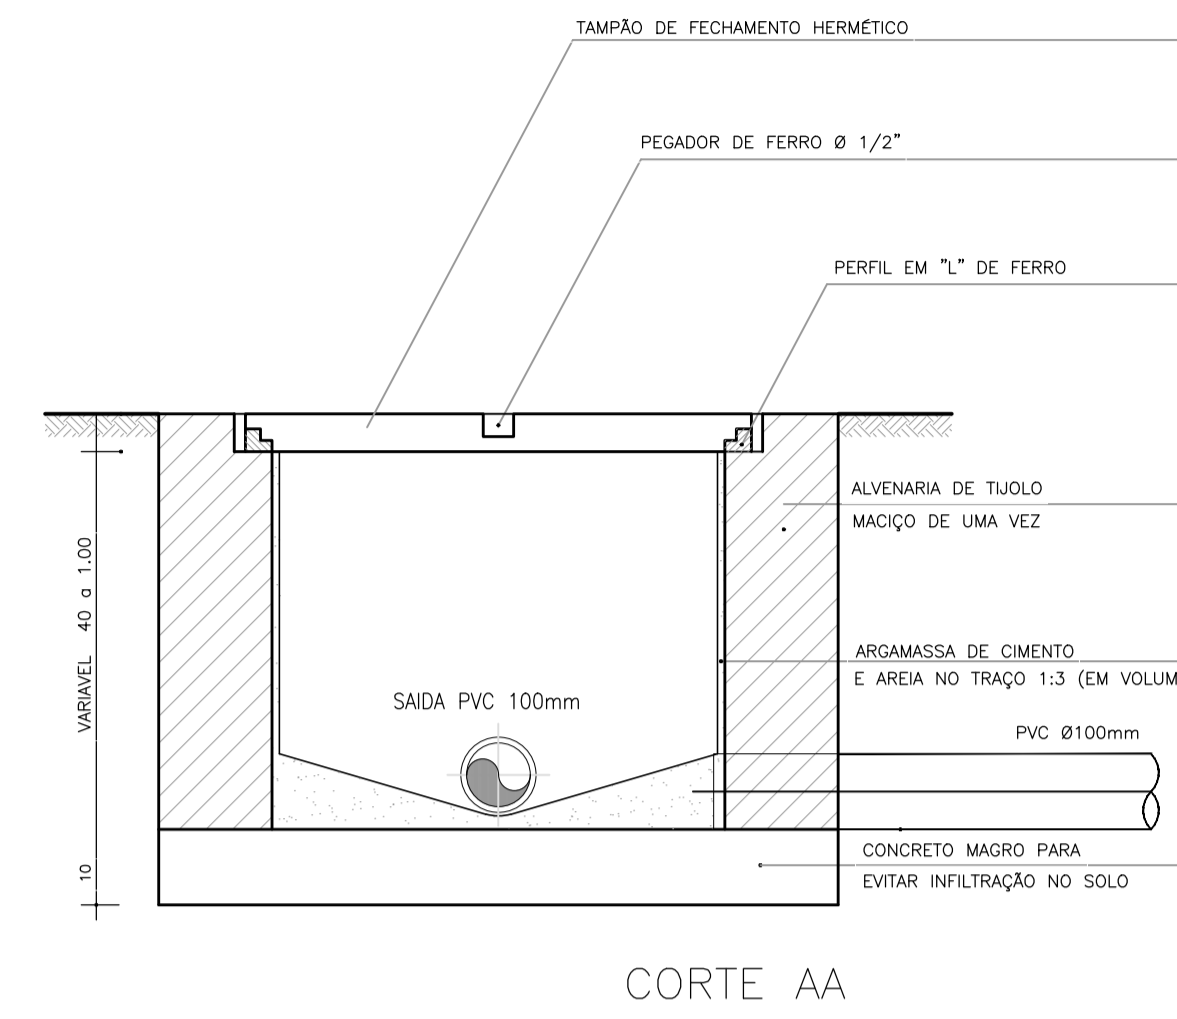 TAMPÃO DE FECHAMENTO HERMÉTICO
PEGADOR DE FERRO Ø 1/2”
PERFIL EM ”L” DE FERRO
ALVENARIA DE TIJOLO
MACIÇO DE UMA VEZ
VARIAVEL 40 a 1.00
ARGAMASSA DE CIMENTO
E AREIA NO TRAÇO 1:3 (EM VOLUM
SAIDA PVC 100mm
PVC Ø100mm
10
CONCRETO MAGRO PARA
EVITAR INFILTRAÇÃO NO SOLO
CORTE AA